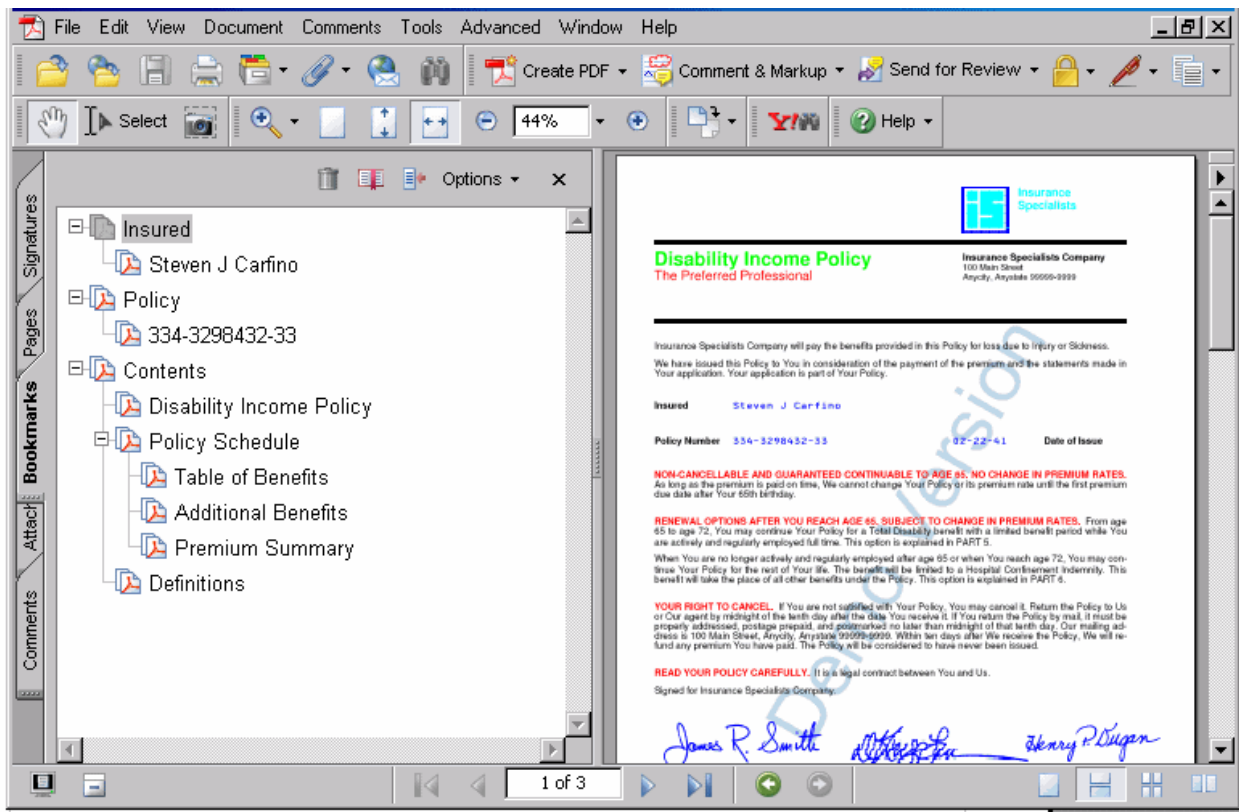 File Edit View Document Comments Tools Advanced Window Help
Create PDF Comment & Markup Send for Review
Select 44% Y! Help
Signatures
Pages
Bookmarks
Attach
Comments
Options
Insured
Steven J Carfino
Policy
334-3298432-33
Contents
Disability Income Policy
Policy Schedule
Table of Benefits
Additional Benefits
Premium Summary
Definitions
is
Insurance
Specialists
Disability Income Policy
The Preferred Professional
Insurance Specialists Company
100 Main Street
Anycity, Anystate 99999-9999
Insurance Specialists Company will pay the benefits provided in this Policy for loss due to Injury or Sickness.
We have issued this Policy to You in consideration of the payment of the premium and the statements made in
Your application. Your application is part of Your Policy.
Insured Steven J Carfino
Policy Number 334-3298432-33 02-22-41 Date of Issue
NON-CANCELLABLE AND GUARANTEED CONTINUABLE TO AGE 65. NO CHANGE IN PREMIUM RATES.
As long as the premium is paid on time, We cannot change Your Policy or its premium rate until the first premium
due date after Your 65th birthday.
RENEWAL OPTIONS AFTER YOU REACH AGE 65, SUBJECT TO CHANGE IN PREMIUM RATES. From age
65 to age 72, You may continue Your Policy for a Total Disability benefit with a limited benefit period while You
are actively and regularly employed full time. This option is explained in PART 5.
When You are no longer actively and regularly employed after age 65 or when You reach age 72, You may con-
tinue Your Policy for the rest of Your life. The benefit will be limited to a Hospital Confinement Indemnity. This
benefit will take the place of all other benefits under the Policy. This option is explained in PART 6.
YOUR RIGHT TO CANCEL. If You are not satisfied with Your Policy, You may cancel it. Return the Policy to Us
or Our agent by midnight of the tenth day after the date You receive it. If You return the Policy by mail, it must be
properly addressed, postage prepaid, and postmarked no later than midnight of that tenth day. Our mailing ad-
dress is 100 Main Street, Anycity, Anystate 99999-9999. Within ten days after We receive the Policy, We will re-
fund any premium You have paid. The Policy will be considered to have never been issued.
READ YOUR POLICY CAREFULLY. It is a legal contract between You and Us.
Signed for Insurance Specialists Company.
James R. Smith Henry P. Dugan
Demo Version
1 of 3